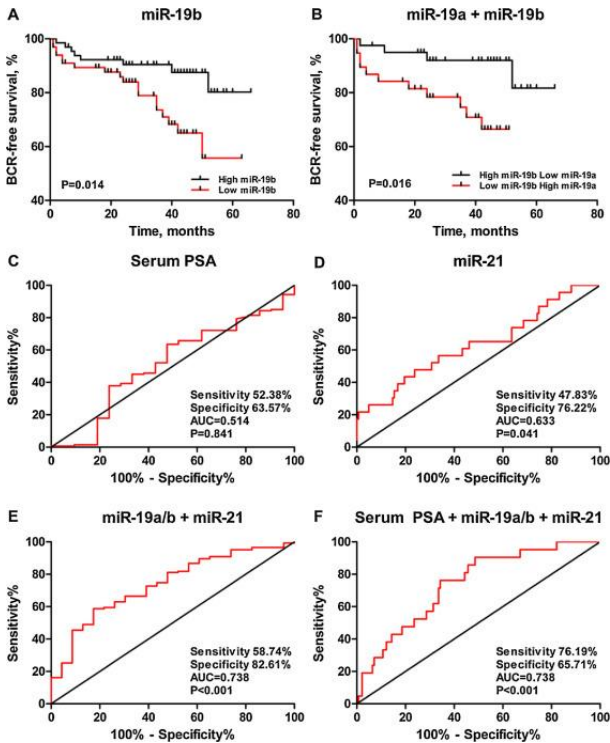 A
miR-19b
BCR-free survival, %
100
80
60
40
0
20
40
60
80
P=0.014
High miR-19b
Low miR-19b
Time, months
B
miR-19a + miR-19b
BCR-free survival, %
100
80
60
40
0
20
40
60
80
P=0.016
High miR-19b Low miR-19a
Low miR-19b High miR-19a
Time, months
C
Serum PSA
Sensitivity%
100
80
60
40
20
0
0
20
40
60
80
100
Sensitivity 52.38%
Specificity 63.57%
AUC=0.514
P=0.841
100% - Specificity%
D
miR-21
Sensitivity%
100
80
60
40
20
0
0
20
40
60
80
100
Sensitivity 47.83%
Specificity 76.22%
AUC=0.633
P=0.041
100% - Specificity%
E
miR-19a/b + miR-21
Sensitivity%
100
80
60
40
20
0
0
20
40
60
80
100
Sensitivity 58.74%
Specificity 82.61%
AUC=0.738
P<0.001
100% - Specificity%
F
Serum PSA + miR-19a/b + miR-21
Sensitivity%
100
80
60
40
20
0
0
20
40
60
80
100
Sensitivity 76.19%
Specificity 65.71%
AUC=0.738
P<0.001
100% - Specificity%